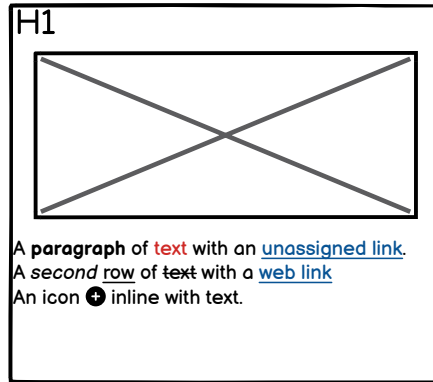 H1
A paragraph of text with an unassigned link.
A second row of text with a web link
An icon inline with text.